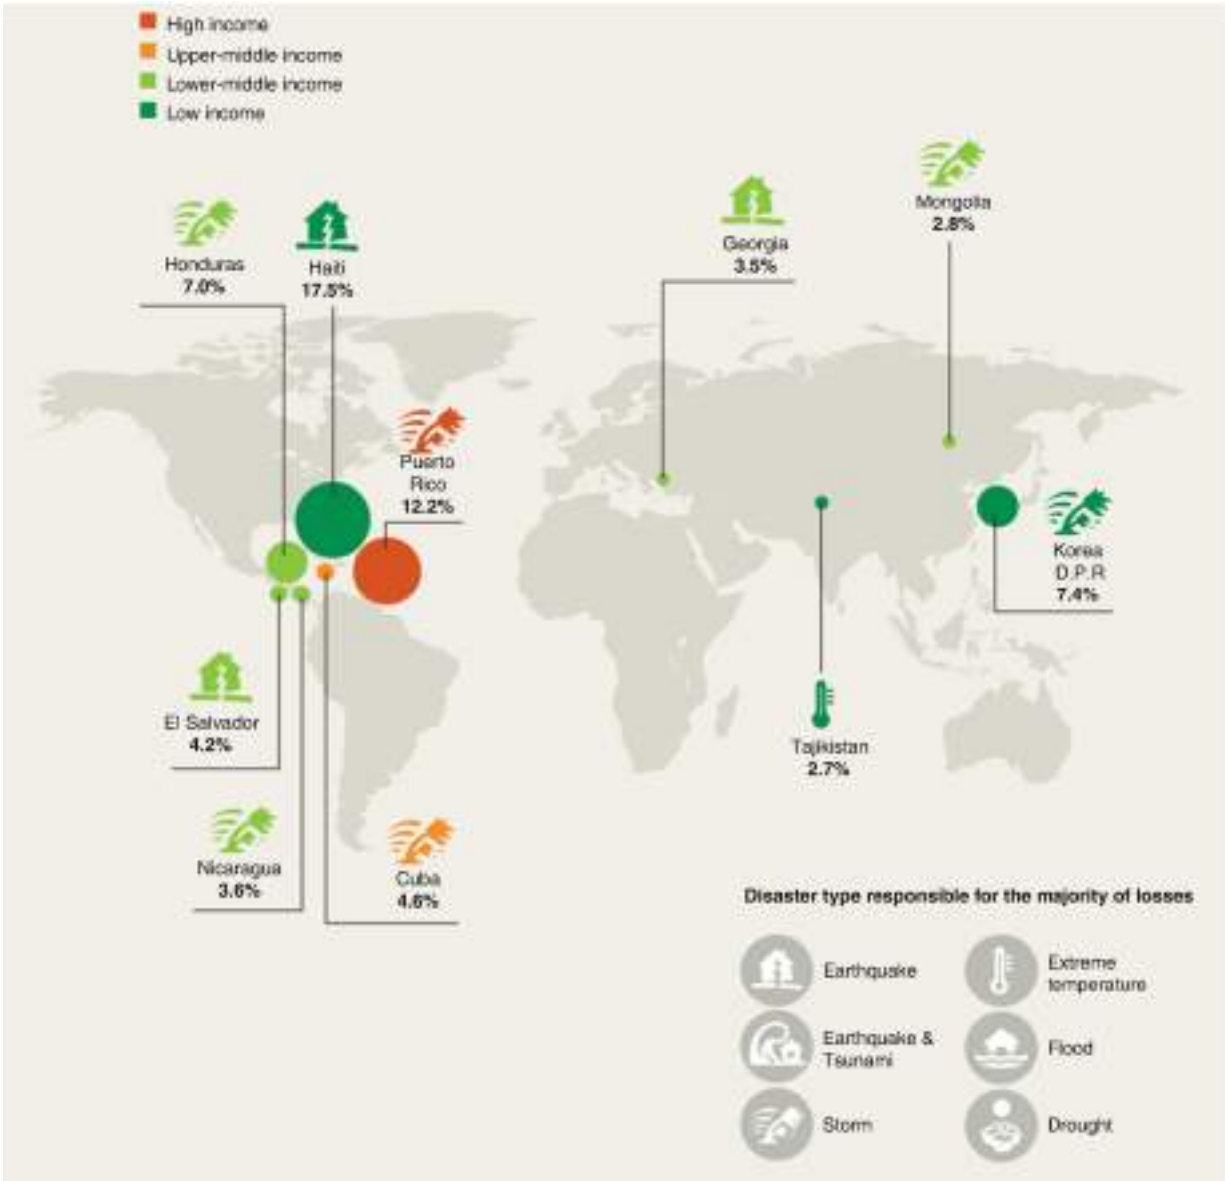 High income
Upper-middle income
Lower-middle income
Low income
Honduras
7.0%
Haiti
17.5%
Georgia
3.5%
Mongolia
2.8%
Puerto
Rico
12.2%
Korea
D.P.R
7.4%
El Salvador
4.2%
Tajikistan
2.7%
Nicaragua
3.6%
Cuba
4.6%
Disaster type responsible for the majority of losses
Earthquake
Extreme
temperature
Earthquake &
Tsunami
Flood
Storm
Drought